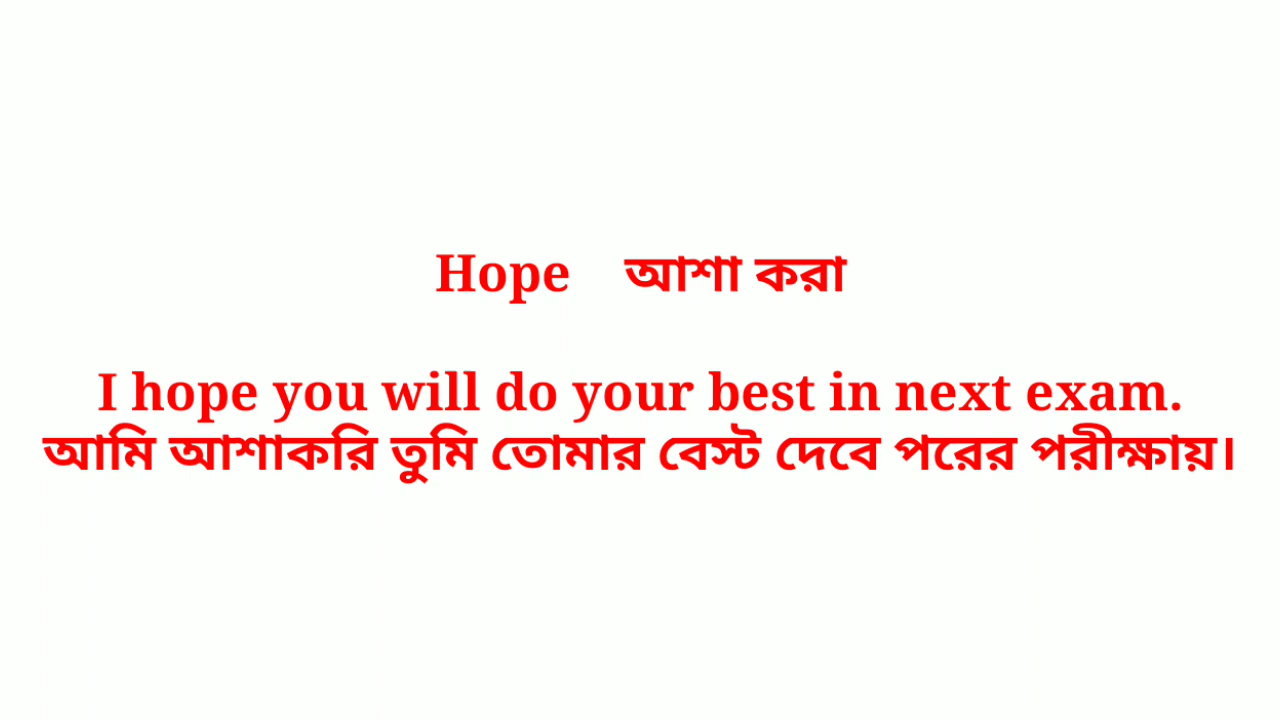 Hope আশা করা
I hope you will do your best in next exam.
আমি আশাকরি তুমি তোমার বেস্ট দেবে পরের পরীক্ষায়।